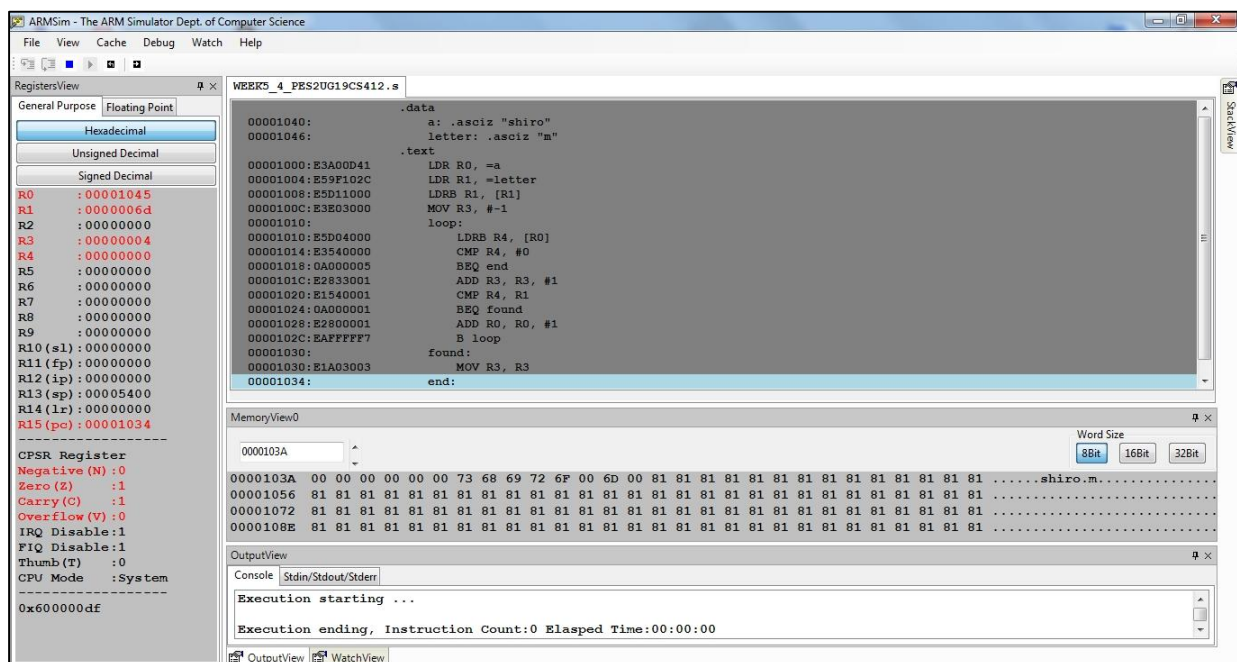 ARMSim - The ARM Simulator Dept. of Computer Science
File View Cache Debug Watch Help
RegistersView
General Purpose Floating Point
Hexadecimal
Unsigned Decimal
Signed Decimal
R0 :00001045
R1 :0000006d
R2 :00000000
R3 :00000004
R4 :00000000
R5 :00000000
R6 :00000000
R7 :00000000
R8 :00000000
R9 :00000000
R10(sl):00000000
R11(fp):00000000
R12(ip):00000000
R13(sp):00005400
R14(lr):00000000
R15(pc):00001034
------------------
CPSR Register
Negative(N):0
Zero(Z) :1
Carry(C) :1
Overflow(V):0
IRQ Disable:1
FIQ Disable:1
Thumb(T) :0
CPU Mode :System
------------------
0x600000df
WEEK5_4_PES2UG19CS412.s
.data
00001040: a: .asciz "shiro"
00001046: letter: .asciz "m"
.text
00001000:E3A00D41 LDR R0, =a
00001004:E59F102C LDR R1, =letter
00001008:E5D11000 LDRB R1, [R1]
0000100C:E3E03000 MOV R3, #-1
00001010: loop:
00001010:E5D04000 LDRB R4, [R0]
00001014:E3540000 CMP R4, #0
00001018:0A000005 BEQ end
0000101C:E2833001 ADD R3, R3, #1
00001020:E1540001 CMP R4, R1
00001024:0A000001 BEQ found
00001028:E2800001 ADD R0, R0, #1
0000102C:EAFFFFF7 B loop
00001030: found:
00001030:E1A03003 MOV R3, R3
00001034: end:
StackView
MemoryView0
0000103A
Word Size
8Bit 16Bit 32Bit
0000103A 00 00 00 00 00 00 73 68 69 72 6F 00 6D 00 81 81 81 81 81 81 81 81 81 81 81 81 81 81 ......shiro.m...............
00001056 81 81 81 81 81 81 81 81 81 81 81 81 81 81 81 81 81 81 81 81 81 81 81 81 81 81 81 81 ............................
00001072 81 81 81 81 81 81 81 81 81 81 81 81 81 81 81 81 81 81 81 81 81 81 81 81 81 81 81 81 ............................
0000108E 81 81 81 81 81 81 81 81 81 81 81 81 81 81 81 81 81 81 81 81 81 81 81 81 81 81 81 81 ............................
OutputView
Console Stdin/Stdout/Stderr
Execution starting ...
Execution ending, Instruction Count:0 Elasped Time:00:00:00
OutputView WatchView